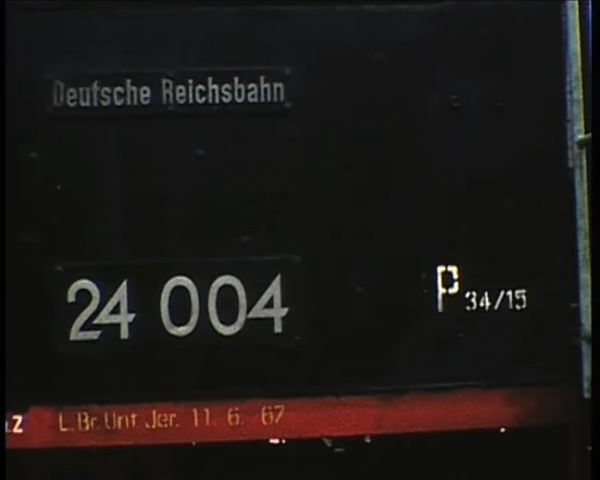 Deutsche Reichsbahn
24 004
P 34/15
.Z L.Br.Unt Jer. 11. 6. 67